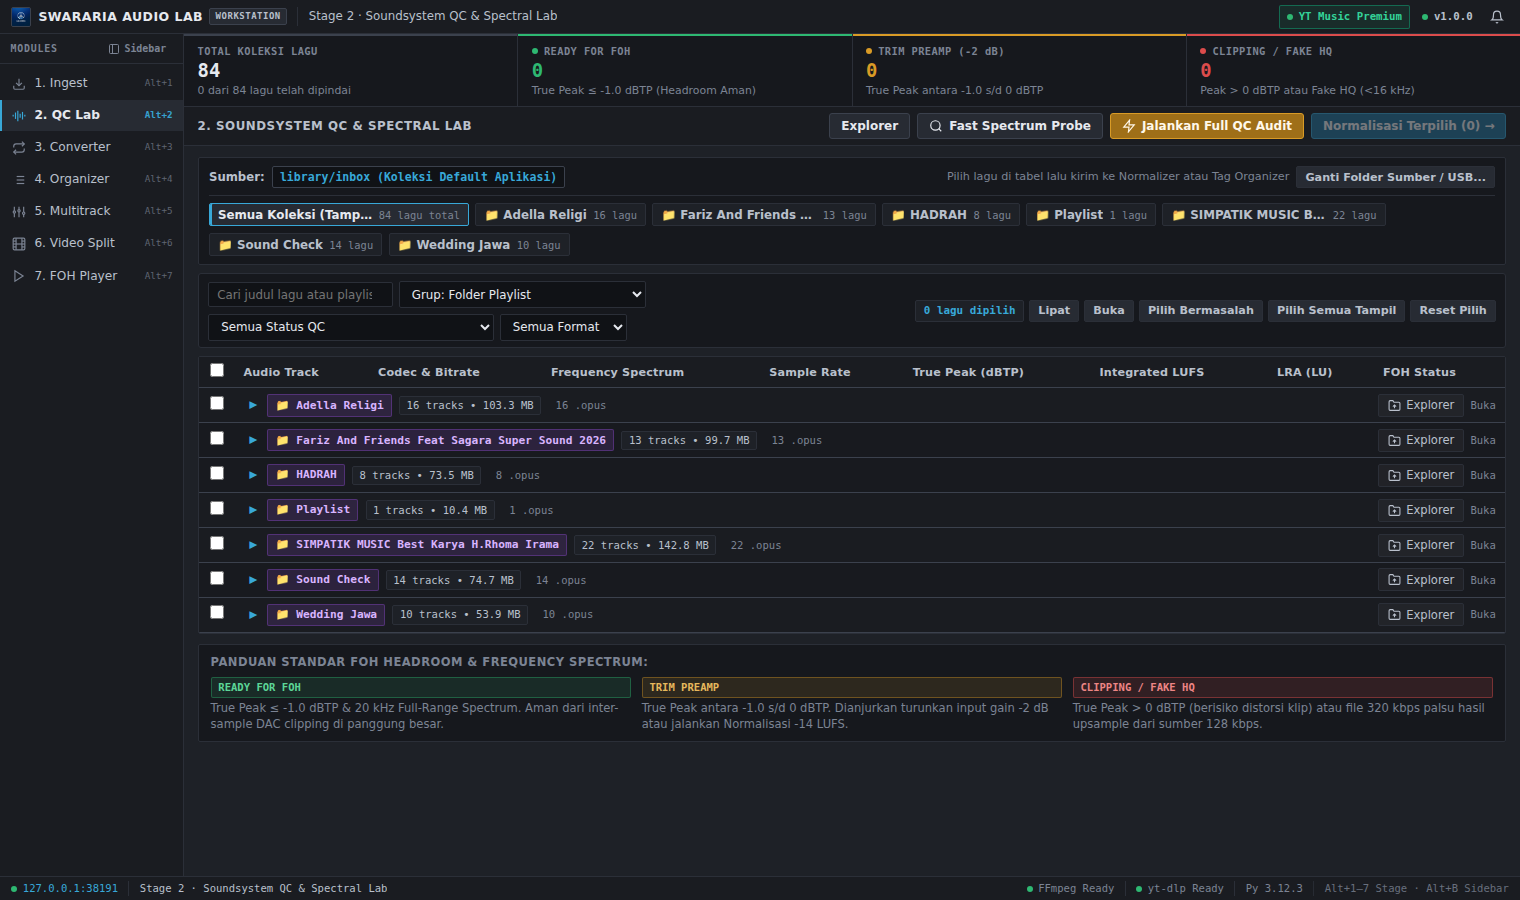 SWARARIA AUDIO LAB WORKSTATION Stage 2 · Soundsystem QC & Spectral Lab YT Music Premium v1.0.0
MODULES Sidebar
1. Ingest Alt+1
2. QC Lab Alt+2
3. Converter Alt+3
4. Organizer Alt+4
5. Multitrack Alt+5
6. Video Split Alt+6
7. FOH Player Alt+7
TOTAL KOLEKSI LAGU
84
0 dari 84 lagu telah dipindai
READY FOR FOH
0
True Peak ≤ -1.0 dBTP (Headroom Aman)
TRIM PREAMP (-2 dB)
0
True Peak antara -1.0 s/d 0 dBTP
CLIPPING / FAKE HQ
0
Peak > 0 dBTP atau Fake HQ (<16 kHz)
2. SOUNDSYSTEM QC & SPECTRAL LAB Explorer Fast Spectrum Probe Jalankan Full QC Audit Normalisasi Terpilih (0) →
Sumber: library/inbox (Koleksi Default Aplikasi) Pilih lagu di tabel lalu kirim ke Normalizer atau Tag Organizer Ganti Folder Sumber / USB...
Semua Koleksi (Tamp... 84 lagu total Adella Religi 16 lagu Fariz And Friends ... 13 lagu HADRAH 8 lagu Playlist 1 lagu SIMPATIK MUSIC B... 22 lagu
Sound Check 14 lagu Wedding Jawa 10 lagu
Cari judul lagu atau playlis Grup: Folder Playlist
Semua Status QC Semua Format
0 lagu dipilih Lipat Buka Pilih Bermasalah Pilih Semua Tampil Reset Pilih
Audio Track Codec & Bitrate Frequency Spectrum Sample Rate True Peak (dBTP) Integrated LUFS LRA (LU) FOH Status
Adella Religi 16 tracks • 103.3 MB 16 .opus Explorer Buka
Fariz And Friends Feat Sagara Super Sound 2026 13 tracks • 99.7 MB 13 .opus Explorer Buka
HADRAH 8 tracks • 73.5 MB 8 .opus Explorer Buka
Playlist 1 tracks • 10.4 MB 1 .opus Explorer Buka
SIMPATIK MUSIC Best Karya H.Rhoma Irama 22 tracks • 142.8 MB 22 .opus Explorer Buka
Sound Check 14 tracks • 74.7 MB 14 .opus Explorer Buka
Wedding Jawa 10 tracks • 53.9 MB 10 .opus Explorer Buka
PANDUAN STANDAR FOH HEADROOM & FREQUENCY SPECTRUM:
READY FOR FOH
True Peak ≤ -1.0 dBTP & 20 kHz Full-Range Spectrum. Aman dari inter-
sample DAC clipping di panggung besar.
TRIM PREAMP
True Peak antara -1.0 s/d 0 dBTP. Dianjurkan turunkan input gain -2 dB
atau jalankan Normalisasi -14 LUFS.
CLIPPING / FAKE HQ
True Peak > 0 dBTP (berisiko distorsi klip) atau file 320 kbps palsu hasil
upsample dari sumber 128 kbps.
127.0.0.1:38191 Stage 2 · Soundsystem QC & Spectral Lab FFmpeg Ready yt-dlp Ready Py 3.12.3 Alt+1–7 Stage · Alt+B Sidebar